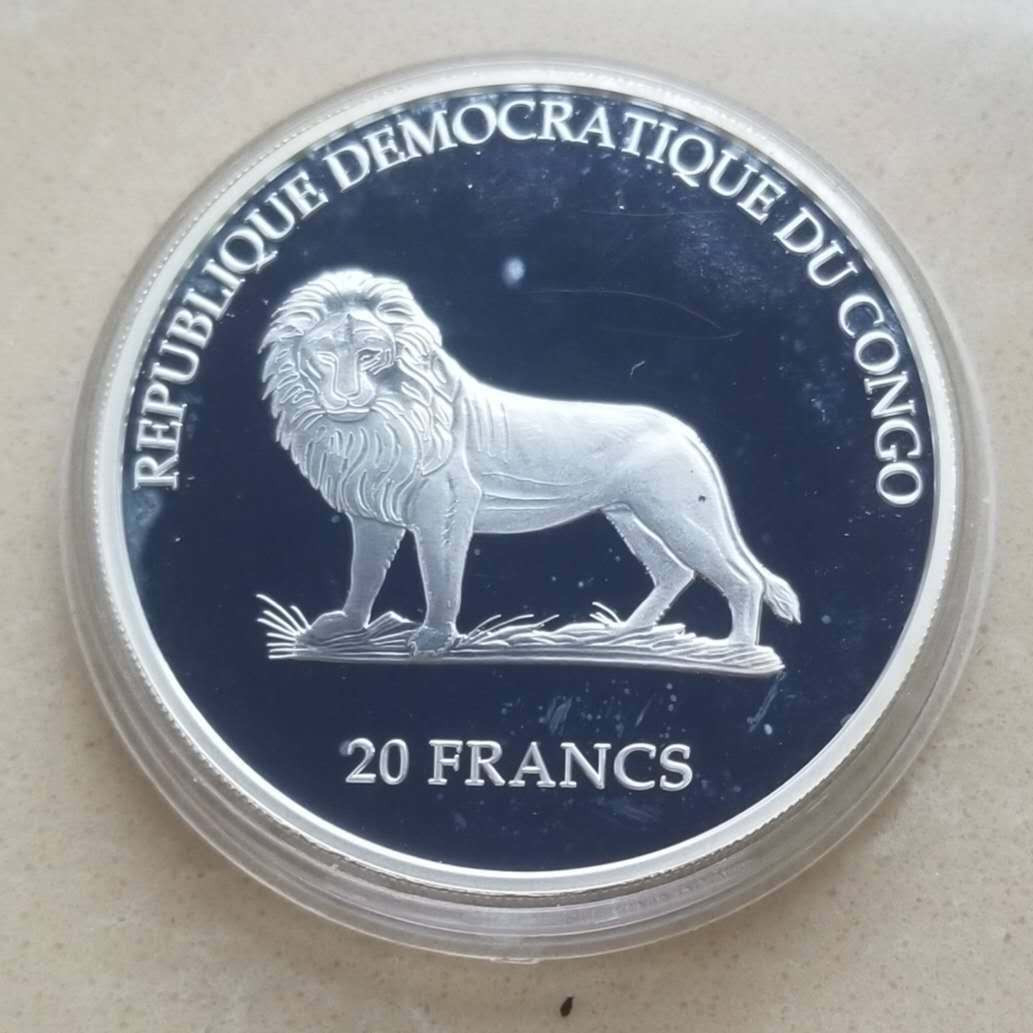 REPUBLIQUE DEMOCRATIQUE DU CONGO
20 FRANCS